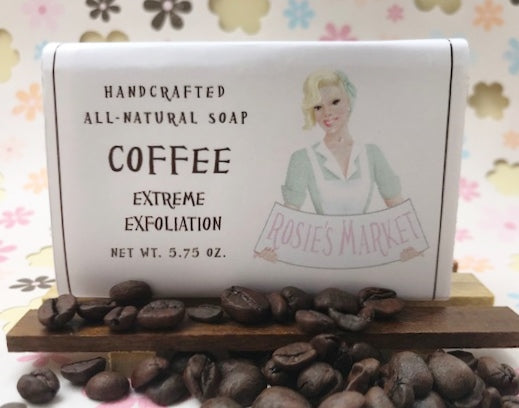 HANDCRAFTED
ALL-NATURAL SOAP
COFFEE
EXTREME
EXFOLIATION
NET WT. 5.75 OZ.
ROSIE'S MARKET